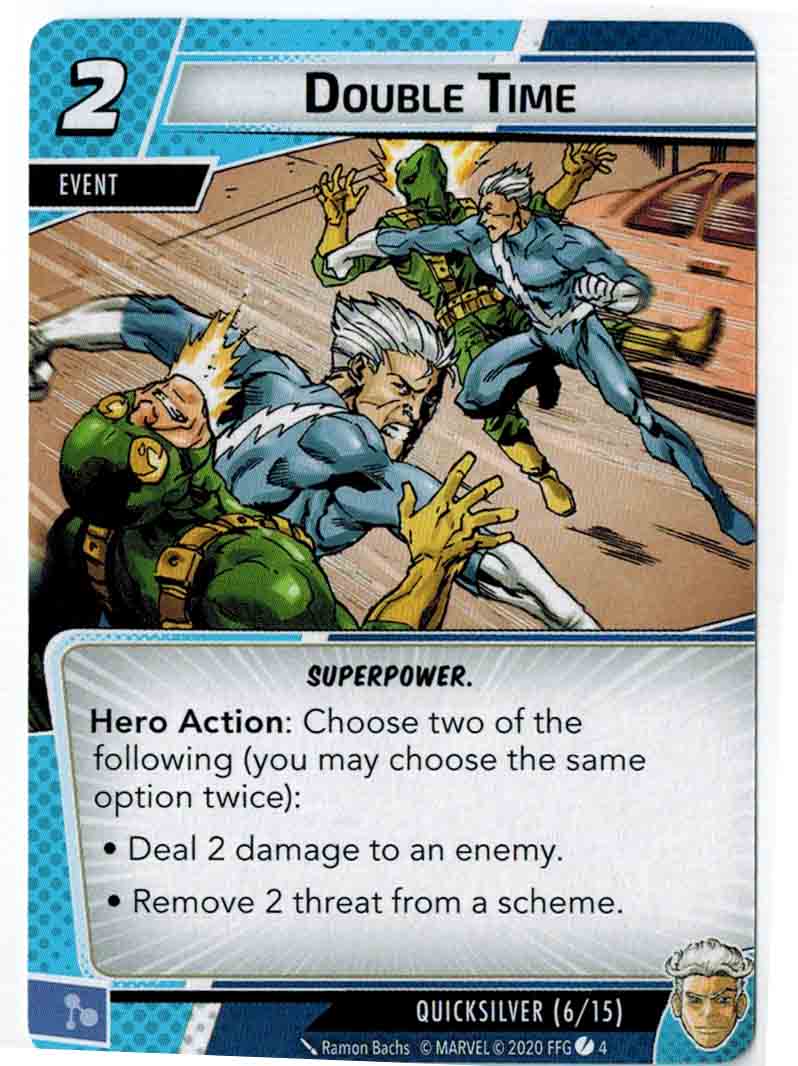 2
DOUBLE TIME
EVENT
SUPERPOWER.
Hero Action: Choose two of the
following (you may choose the same
option twice):
• Deal 2 damage to an enemy.
• Remove 2 threat from a scheme.
QUICKSILVER (6/15)
Ramon Bachs © MARVEL © 2020 FFG 4